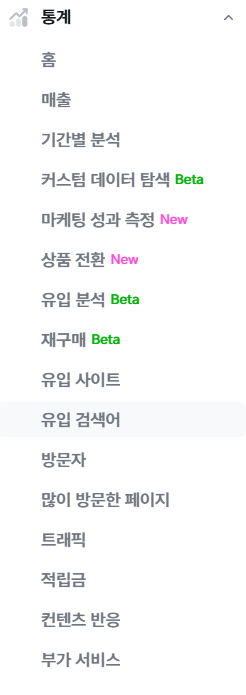 통계
홈
매출
기간별 분석
커스텀 데이터 탐색 Beta
마케팅 성과 측정 New
상품 전환 New
유입 분석 Beta
재구매 Beta
유입 사이트
유입 검색어
방문자
많이 방문한 페이지
트래픽
적립금
컨텐츠 반응
부가 서비스